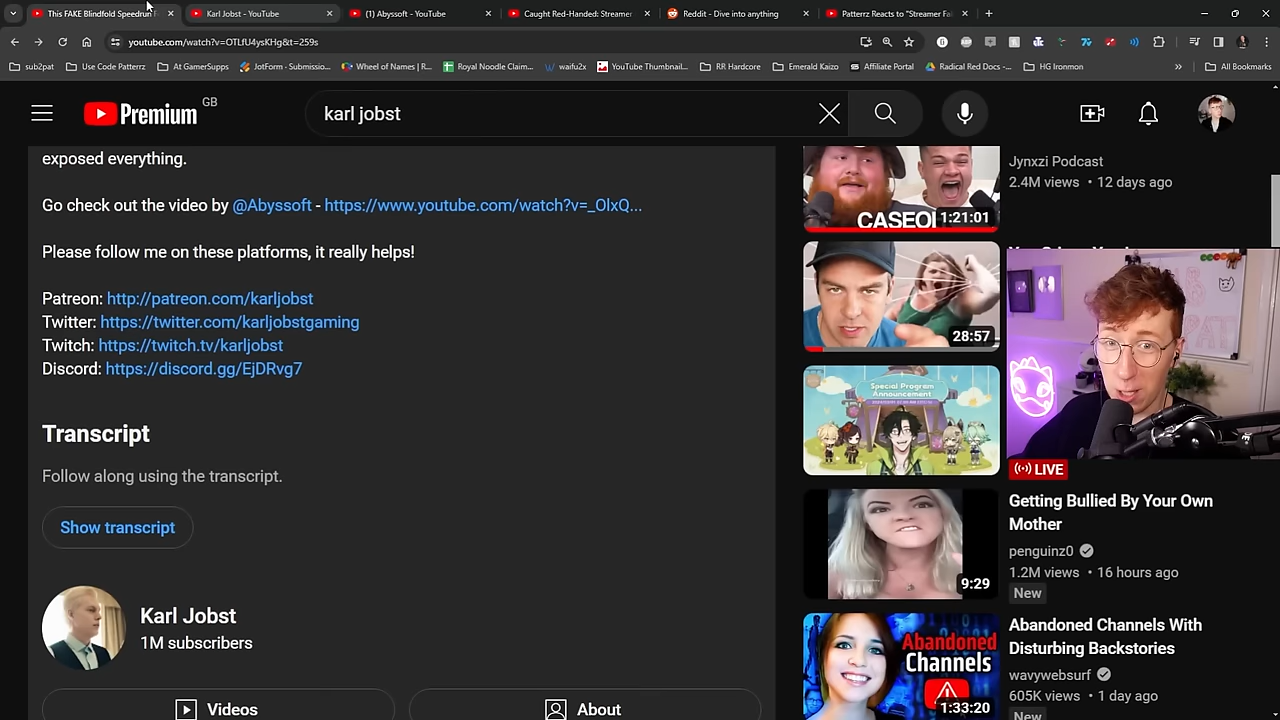 This FAKE Blindfold Speedrun
Karl Jobst - YouTube
(1) Abyssoft - YouTube
Caught Red-Handed: Streamer
Reddit - Dive into anything
Patterrz Reacts to "Streamer Fa
youtube.com/watch?v=OTLfU4ysKHg&t=259s
sub2pat
Use Code Patterrz
At GamerSupps
JotForm - Submissio...
Wheel of Names | R...
Royal Noodle Claim...
waifu2x
YouTube Thumbnail...
RR Hardcore
Emerald Kaizo
Affiliate Portal
Radical Red Docs -...
HG Ironmon
»
All Bookmarks
Premium
GB
karl jobst
exposed everything.
Go check out the video by @Abyssoft - https://www.youtube.com/watch?v=_OlxQ...
Please follow me on these platforms, it really helps!
Patreon: http://patreon.com/karljobst
Twitter: https://twitter.com/karljobstgaming
Twitch: https://twitch.tv/karljobst
Discord: https://discord.gg/EjDRvg7
Transcript
Follow along using the transcript.
Show transcript
Karl Jobst
1M subscribers
Videos
About
CASEOH
1:21:01
Jynxzi Podcast
2.4M views • 12 days ago
28:57
Special Program
Announcement
LIVE
9:29
Getting Bullied By Your Own
Mother
penguinz0
1.2M views • 16 hours ago
New
Abandoned
Channels
1:33:20
Abandoned Channels With
Disturbing Backstories
wavywebsurf
605K views • 1 day ago
New